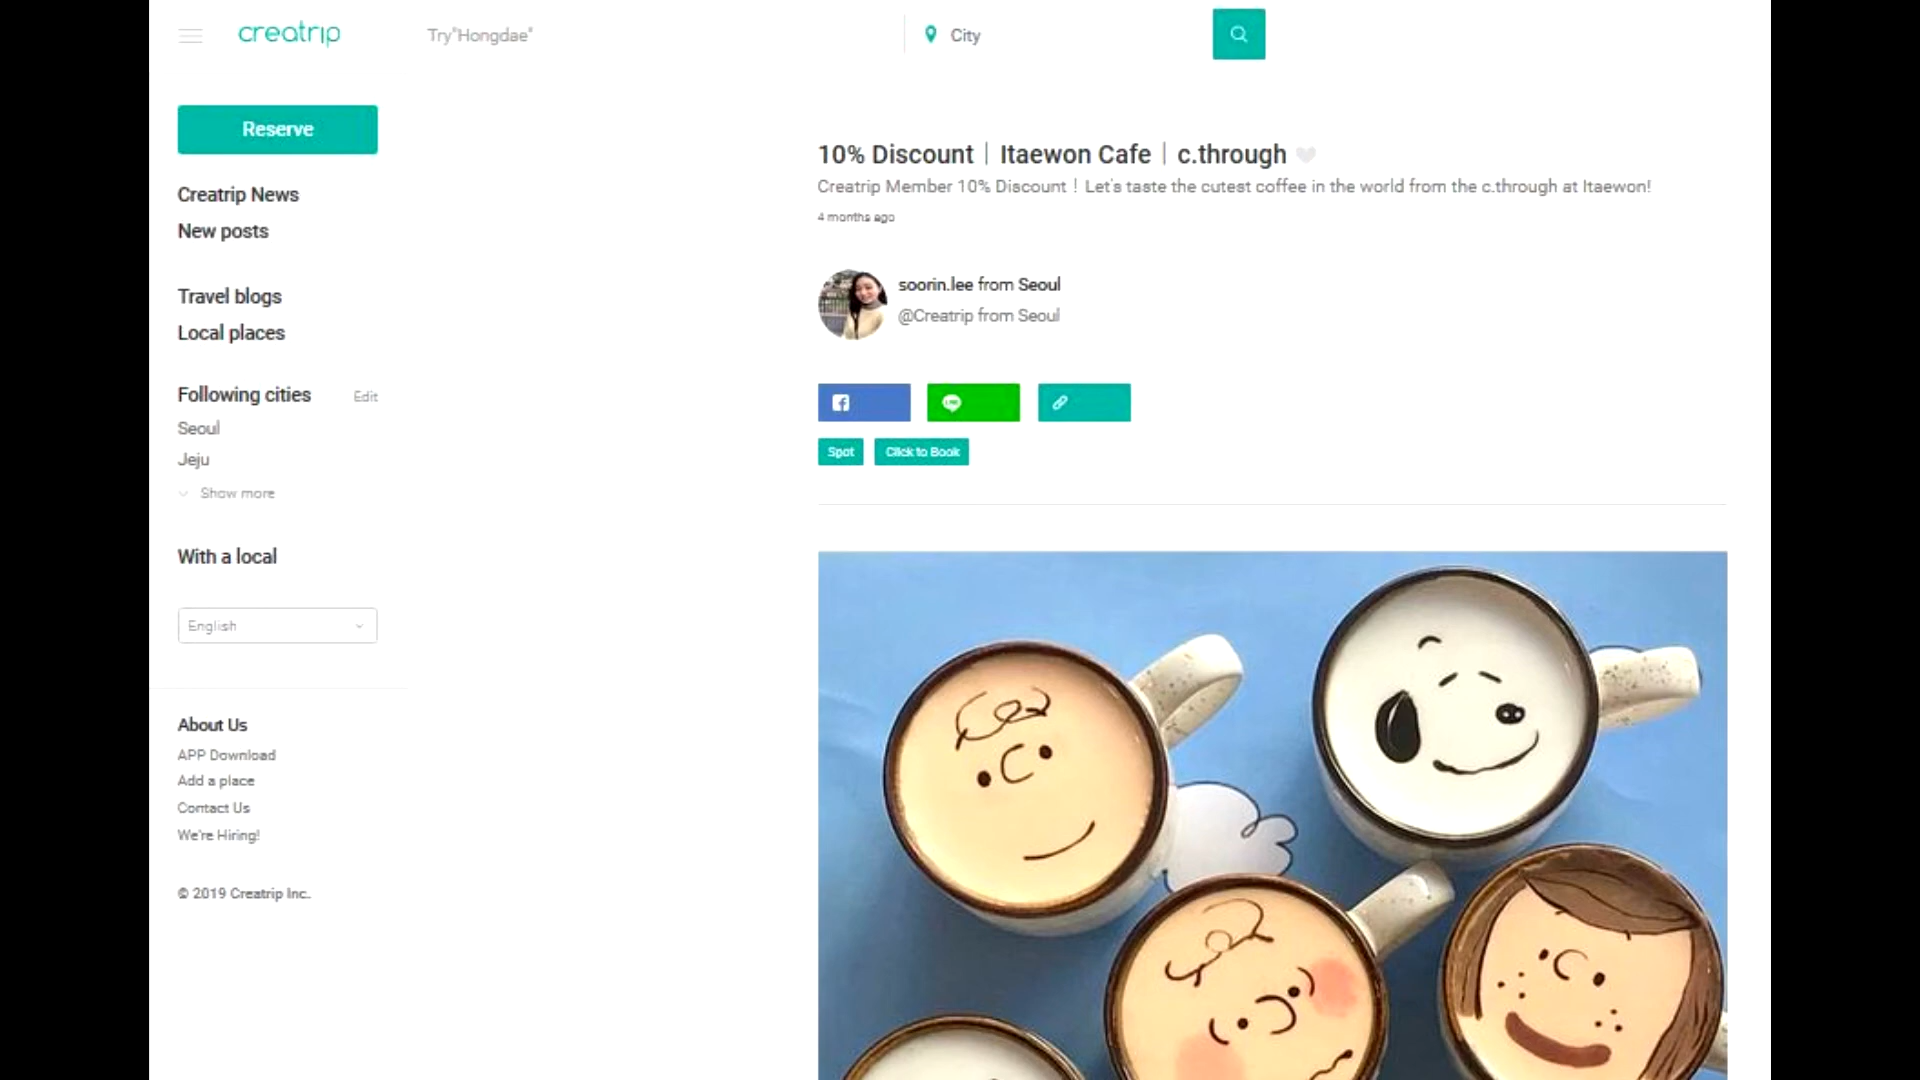 creatrip
Try"Hongdae"
City
Reserve
Creatrip News
New posts
Travel blogs
Local places
Following cities
Edit
Seoul
Jeju
Show more
With a local
English
About Us
APP Download
Add a place
Contact Us
We're Hiring!
© 2019 Creatrip Inc.
10% Discount｜Itaewon Cafe｜c.through
Creatrip Member 10% Discount！Let's taste the cutest coffee in the world from the c.through at Itaewon!
4 months ago
soorin.lee from Seoul
@Creatrip from Seoul
LINE
Spot
Click to Book